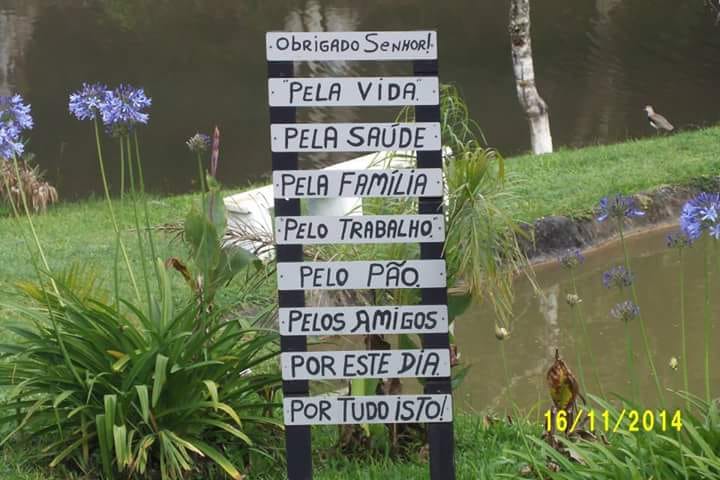 Obrigado Senhor!
"Pela Vida"
Pela Saúde
Pela Família
Pelo Trabalho
Pelo Pão.
Pelos Amigos
Por este Dia.
Por tudo isto!
16/11/2014